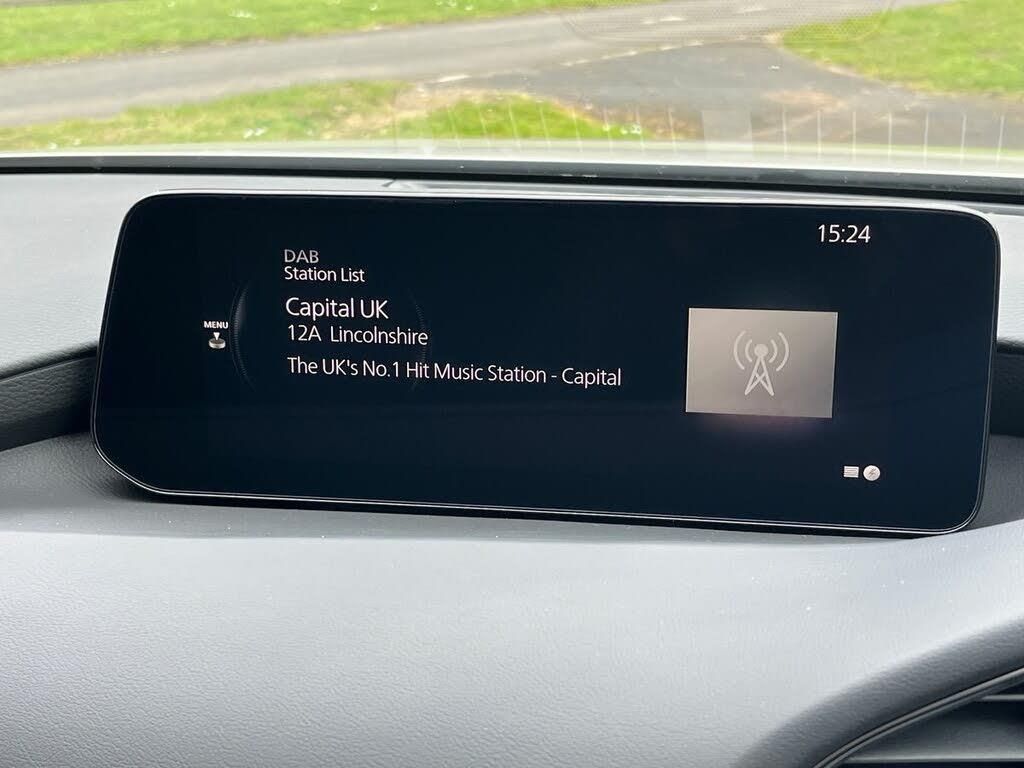 15:24
DAB
Station List
Capital UK
MENU
12A Lincolnshire
The UK's No.1 Hit Music Station - Capital